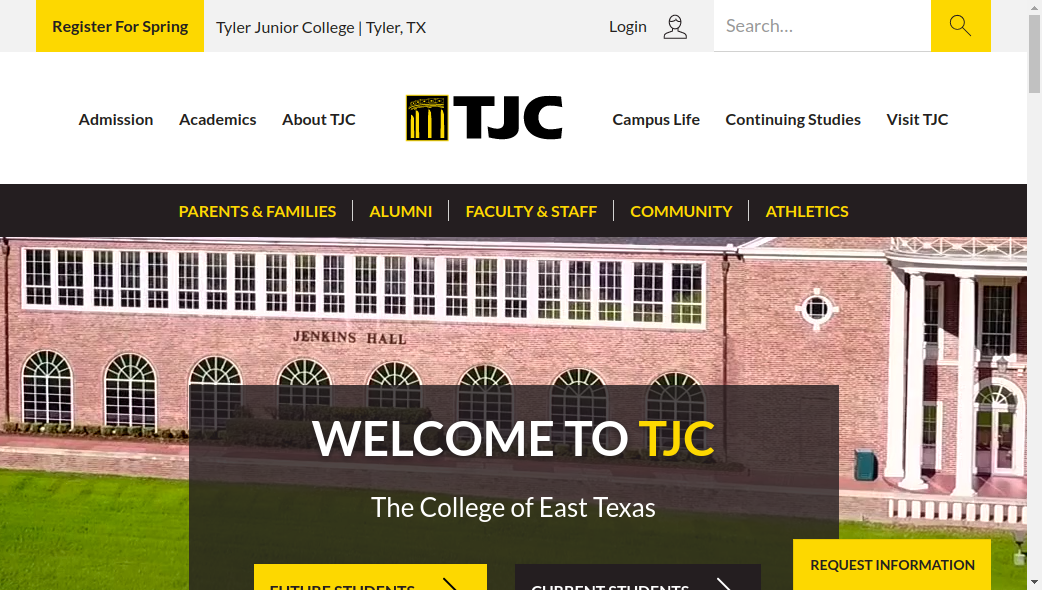 Register For Spring
Tyler Junior College | Tyler, TX
Login
Search...
Admission
Academics
About TJC
TJC
Campus Life
Continuing Studies
Visit TJC
PARENTS & FAMILIES
ALUMNI
FACULTY & STAFF
COMMUNITY
ATHLETICS
JENKINS HALL
WELCOME TO TJC
The College of East Texas
FUTURE STUDENTS
CURRENT STUDENTS
REQUEST INFORMATION